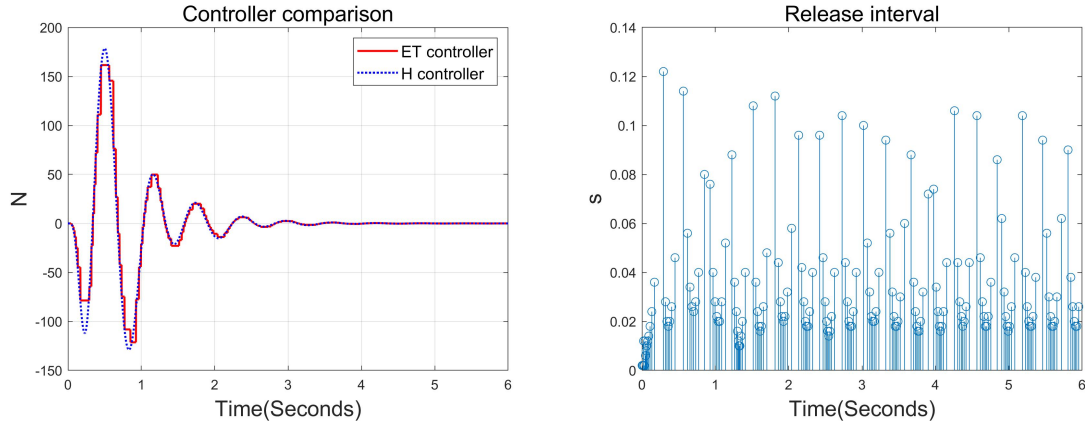 Controller comparison
200
150
100
50
0
-50
-100
-150
N
ET controller
H controller
0 1 2 3 4 5 6
Time(Seconds)
Release interval
0.14
0.12
0.1
0.08
0.06
0.04
0.02
0
s
0 1 2 3 4 5 6
Time(Seconds)